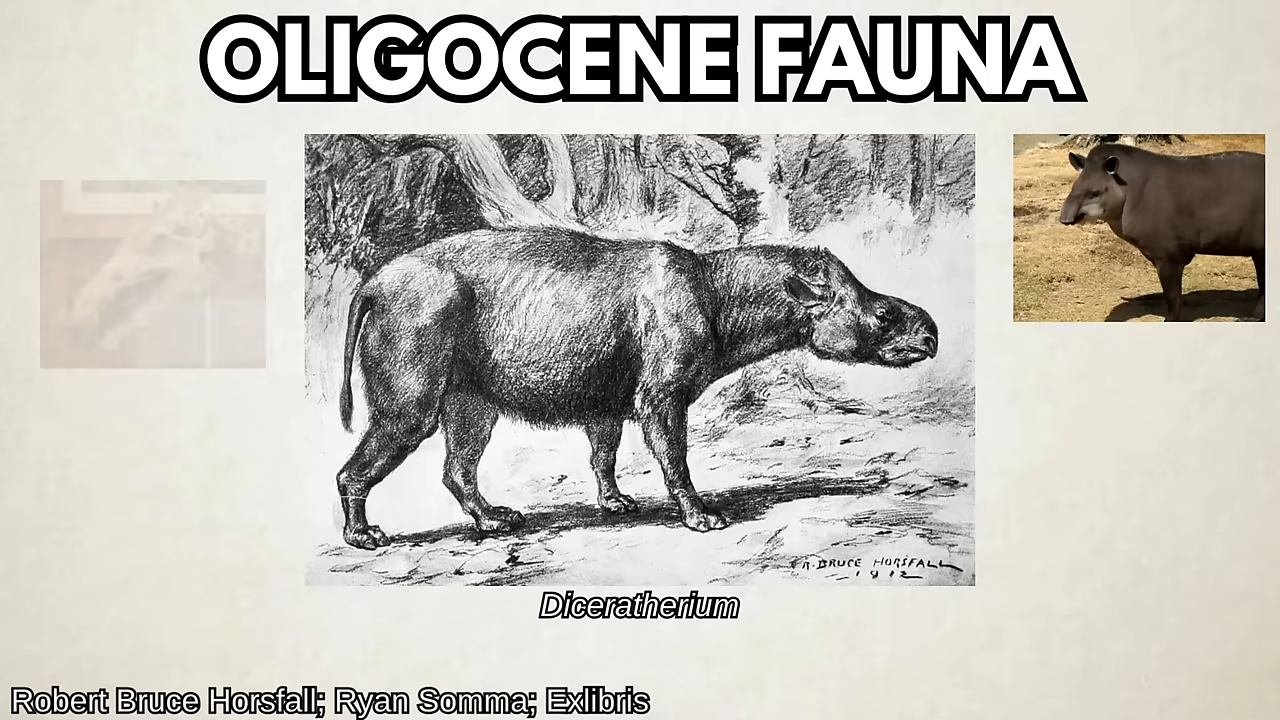 OLIGOCENE FAUNA
R. BRUCE HORSFALL
1912
Diceratherium
Robert Bruce Horsfall; Ryan Somma; Exlibris